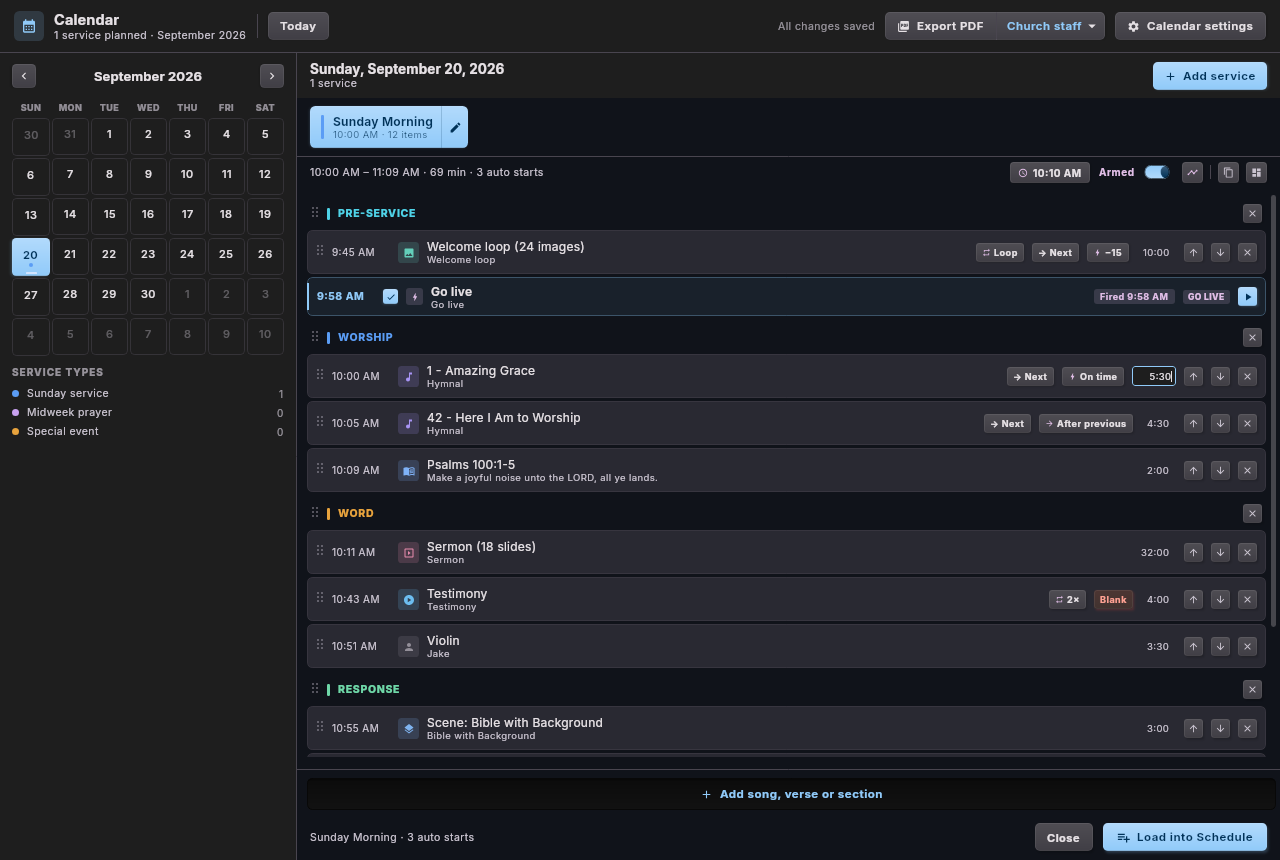 Calendar
1 service planned · September 2026
Today
All changes saved
Export PDF
Church staff
Calendar settings
September 2026
SUN MON TUE WED THU FRI SAT
30 31 1 2 3 4 5
6 7 8 9 10 11 12
13 14 15 16 17 18 19
20 21 22 23 24 25 26
27 28 29 30 1 2 3
4 5 6 7 8 9 10
SERVICE TYPES
Sunday service 1
Midweek prayer 0
Special event 0
Sunday, September 20, 2026
1 service
+ Add service
Sunday Morning
10:00 AM · 12 items
10:00 AM – 11:09 AM · 69 min · 3 auto starts
10:10 AM
Armed
PRE-SERVICE
9:45 AM
Welcome loop (24 images)
Welcome loop
Loop
→ Next
−15
10:00
9:58 AM
Go live
Go live
Fired 9:58 AM
GO LIVE
WORSHIP
10:00 AM
1 - Amazing Grace
Hymnal
→ Next
On time
5:30
10:05 AM
42 - Here I Am to Worship
Hymnal
→ Next
→ After previous
4:30
10:09 AM
Psalms 100:1-5
Make a joyful noise unto the LORD, all ye lands.
2:00
WORD
10:11 AM
Sermon (18 slides)
Sermon
32:00
10:43 AM
Testimony
Testimony
2×
Blank
4:00
10:51 AM
Violin
Jake
3:30
RESPONSE
10:55 AM
Scene: Bible with Background
Bible with Background
3:00
+ Add song, verse or section
Sunday Morning · 3 auto starts
Close
Load into Schedule